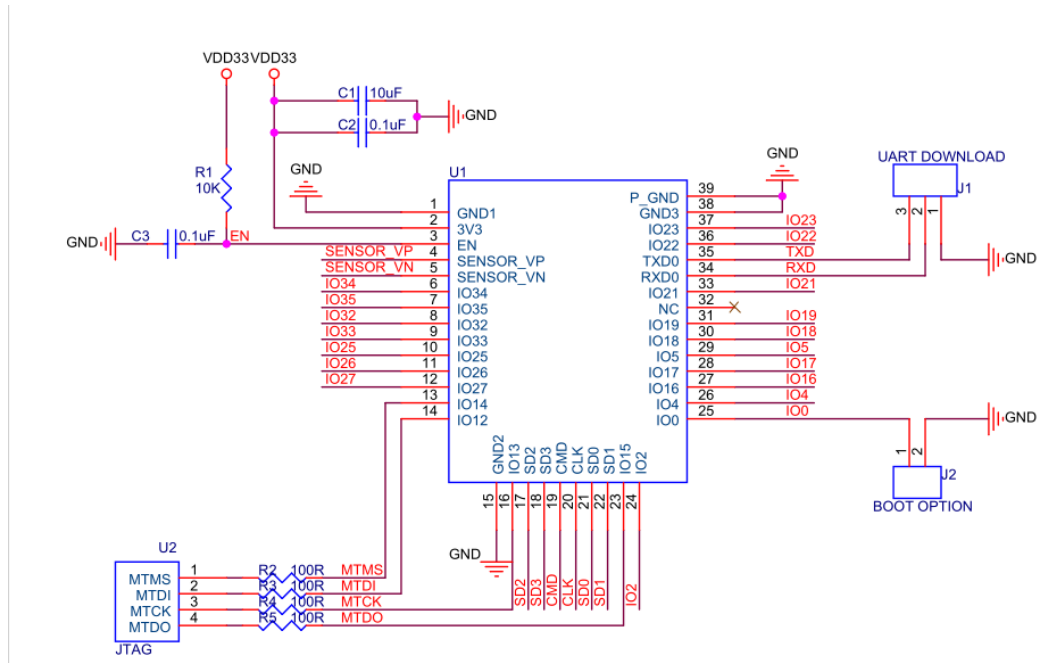 VDD33 VDD33
C1 10uF
GND
C2 0.1uF
R1
10K
GND
U1
GND
UART DOWNLOAD
J1
3 2 1
GND
C3 0.1uF EN
GND
1 GND1
2 3V3
3 EN
SENSOR_VP 4 SENSOR_VP
SENSOR_VN 5 SENSOR_VN
IO34 6 IO34
IO35 7 IO35
IO32 8 IO32
IO33 9 IO33
IO25 10 IO25
IO26 11 IO26
IO27 12 IO27
13 IO14
14 IO12
P_GND 39
GND3 38
IO23 37 IO23
IO22 36 IO22
TXD0 35 TXD
RXD0 34 RXD
IO21 33 IO21
NC 32
IO19 31 IO19
IO18 30 IO18
IO5 29 IO5
IO17 28 IO17
IO16 27 IO16
IO4 26 IO4
IO0 25 IO0
GND
1 2
J2
BOOT OPTION
GND2 IO13 SD2 SD3 CMD CLK SD0 SD1 IO15 IO2
15 16 17 18 19 20 21 22 23 24
GND
SD2 SD3 CMD CLK SD0 SD1 IO2
U2
MTMS 1 R2 100R MTMS
MTDI 2 R3 100R MTDI
MTCK 3 R4 100R MTCK
MTDO 4 R5 100R MTDO
JTAG